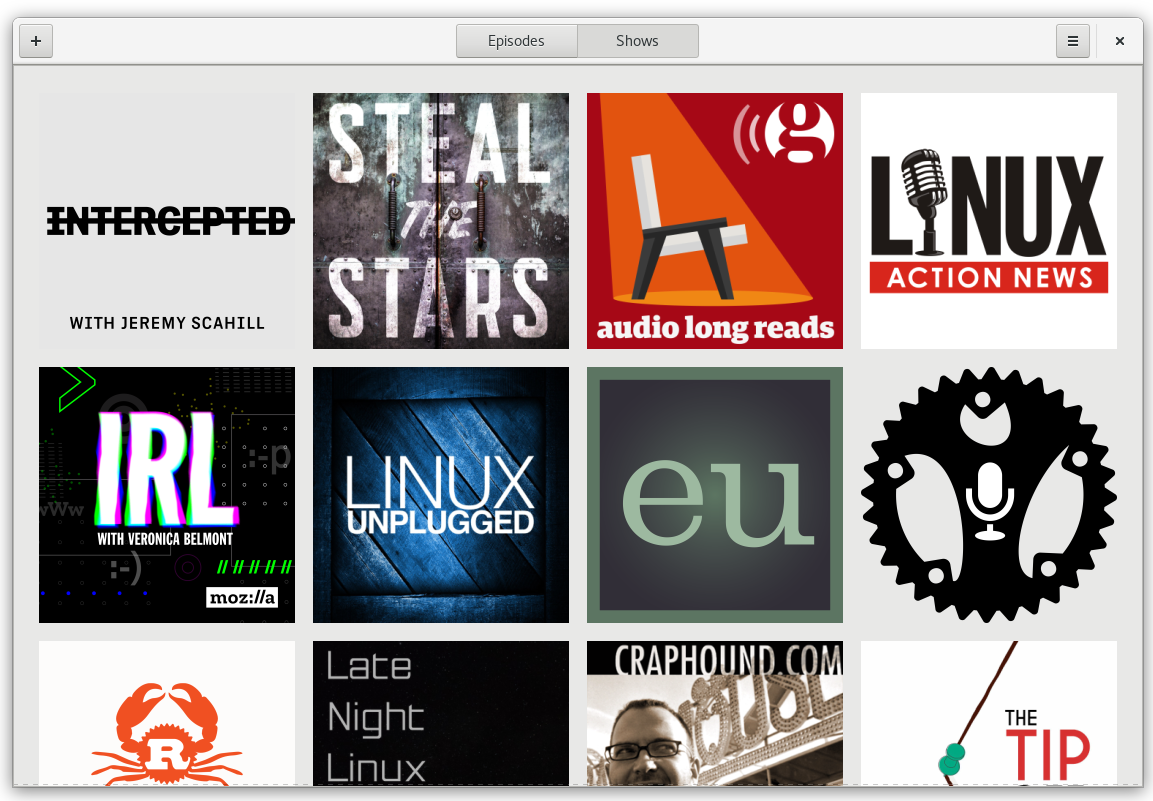 Episodes
Shows
INTERCEPTED
WITH JEREMY SCAHILL
STEAL
THE
STARS
g
audio long reads
LINUX
ACTION NEWS
:-p
wWw
IRL
WITH VERONICA BELMONT
:-)
moz://a
LINUX
UNPLUGGED
eu
R
Late
Night
Linux
CRAPHOUND.COM
THE
TIP